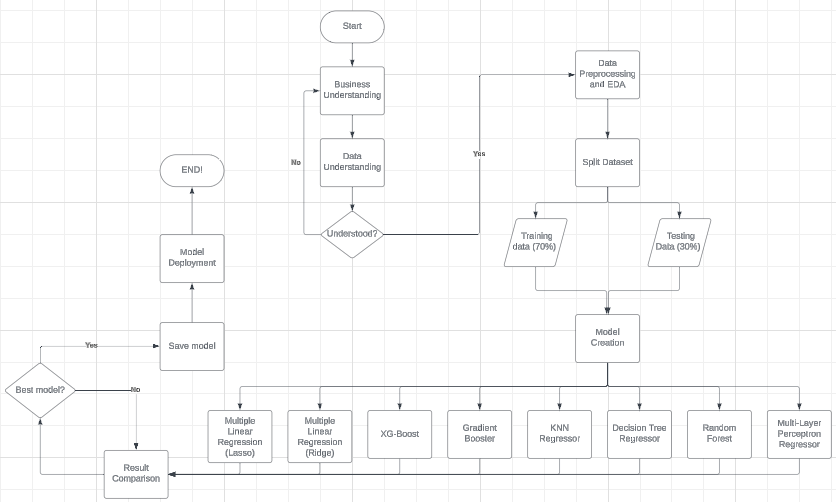 Start
Business
Understanding
Data
Understanding
Understood?
No
Yes
Data
Preprocessing
and EDA
Split Dataset
Training
data (70%)
Testing
Data (30%)
Model
Creation
Multiple
Linear
Regression
(Lasso)
Multiple
Linear
Regression
(Ridge)
XG-Boost
Gradient
Booster
KNN
Regressor
Decision Tree
Regressor
Random
Forest
Multi-Layer
Perceptron
Regressor
Result
Comparison
Best model?
No
Yes
Save model
Model
Deployment
END!